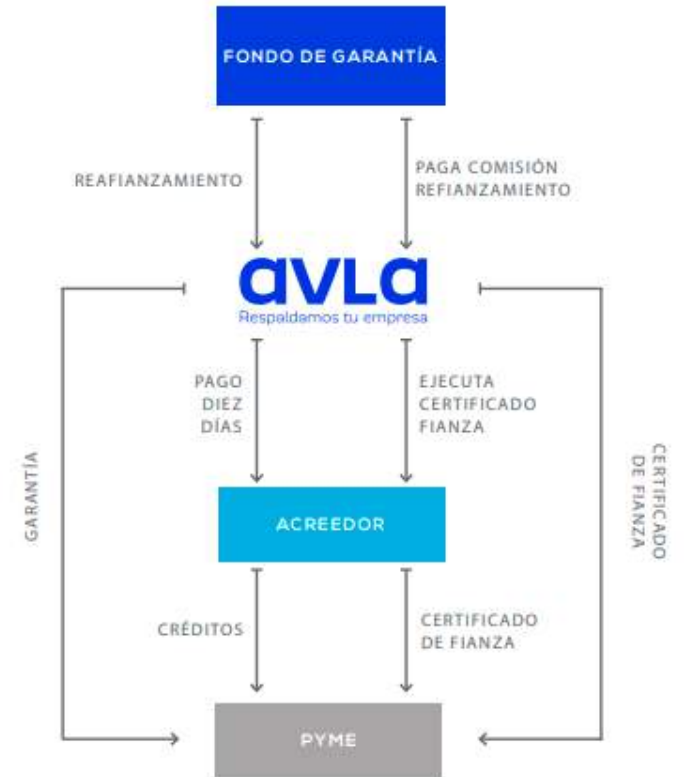 FONDO DE GARANTÍA
REAFIANZAMIENTO
PAGA COMISIÓN
REFIANZAMIENTO
avla
Respaldamos tu empresa
PAGO
DIEZ
DÍAS
EJECUTA
CERTIFICADO
FIANZA
GARANTÍA
CERTIFICADO
DE FIANZA
ACREEDOR
CRÉDITOS
CERTIFICADO
DE FIANZA
PYME